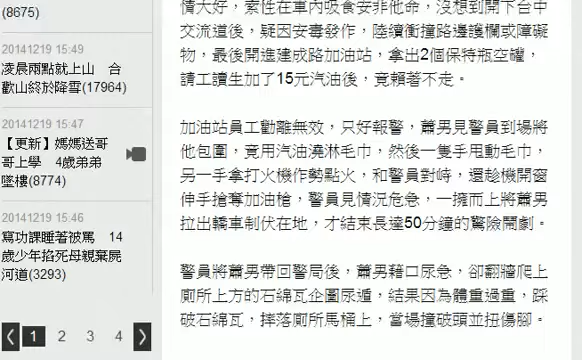 (8675)
20141219 15:49
凌晨兩點就上山　合
歡山終於降雪(17964)
20141219 15:47
【更新】媽媽送哥
哥上學　4歲弟弟
墜樓(8774)
20141219 15:46
寫功課睡著被罵　14
歲少年掐死母親棄屍
河道(3293)
1 2 3 4
情大好，索性在車內吸食安非他命，沒想到開下台中
交流道後，疑因安毒發作，陸續衝撞路邊護欄或障礙
物，最後開進建成路加油站，拿出2個保特瓶空罐，
請工讀生加了15元汽油後，竟賴著不走。
加油站員工勸離無效，只好報警，蕭男見警員到場將
他包圍，竟用汽油澆淋毛巾，然後一隻手甩動毛巾，
另一手拿打火機作勢點火，和警員對峙，還趁機開窗
伸手搶奪加油槍，警員見情況危急，一擁而上將蕭男
拉出轎車制伏在地，才結束長達50分鐘的驚險鬧劇。
警員將蕭男帶回警局後，蕭男藉口尿急，卻翻牆爬上
廁所上方的石綿瓦企圖尿遁，結果因為體重過重，踩
破石綿瓦，摔落廁所馬桶上，當場撞破頭並扭傷腳。